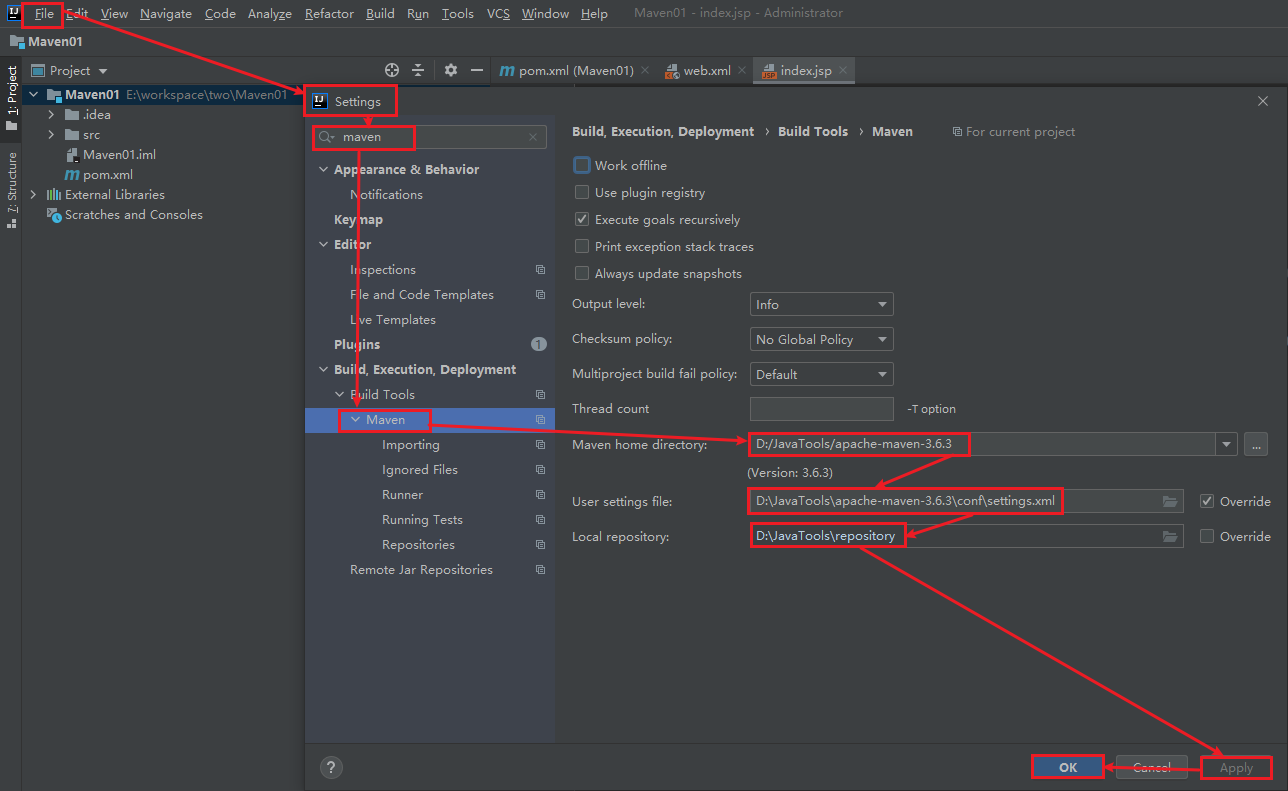 File Edit View Navigate Code Analyze Refactor Build Run Tools VCS Window Help Maven01 - index.jsp - Administrator
Maven01
Project pom.xml (Maven01) web.xml index.jsp
1: Project
7: Structure
Maven01 E:\workspace\two\Maven01
.idea
src
Maven01.iml
pom.xml
External Libraries
Scratches and Consoles
Settings
maven
Appearance & Behavior
Notifications
Keymap
Editor
Inspections
File and Code Templates
Live Templates
Plugins 1
Build, Execution, Deployment
Build Tools
Maven
Importing
Ignored Files
Runner
Running Tests
Repositories
Remote Jar Repositories
Build, Execution, Deployment › Build Tools › Maven For current project
Work offline
Use plugin registry
Execute goals recursively
Print exception stack traces
Always update snapshots
Output level: Info
Checksum policy: No Global Policy
Multiproject build fail policy: Default
Thread count -T option
Maven home directory: D:/JavaTools/apache-maven-3.6.3 ...
(Version: 3.6.3)
User settings file: D:\JavaTools\apache-maven-3.6.3\conf\settings.xml Override
Local repository: D:\JavaTools\repository Override
? OK Cancel Apply